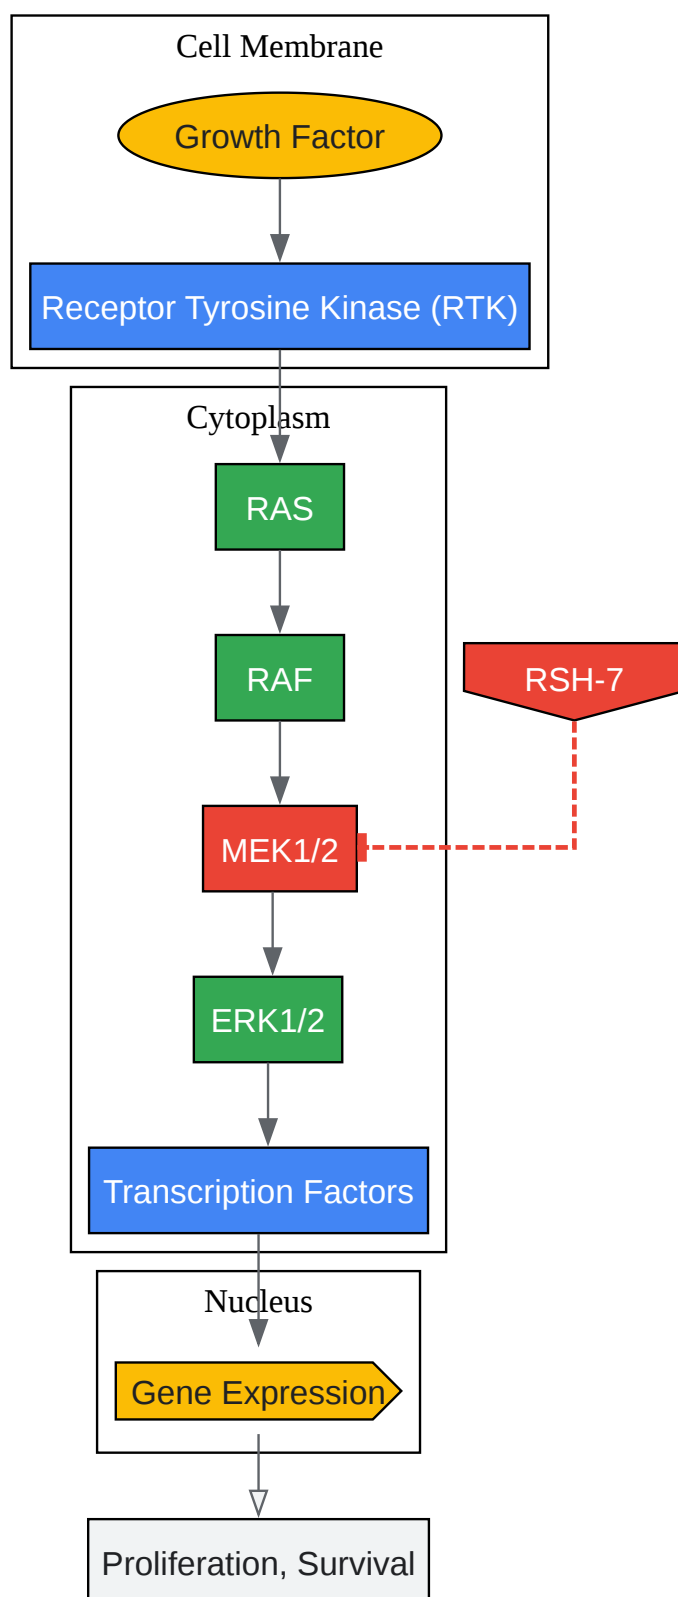 Cell Membrane
Growth Factor
Receptor Tyrosine Kinase (RTK)
Cytoplasm
RAS
RAF
RSH-7
MEK1/2
ERK1/2
Transcription Factors
Nucleus
Gene Expression
Proliferation, Survival